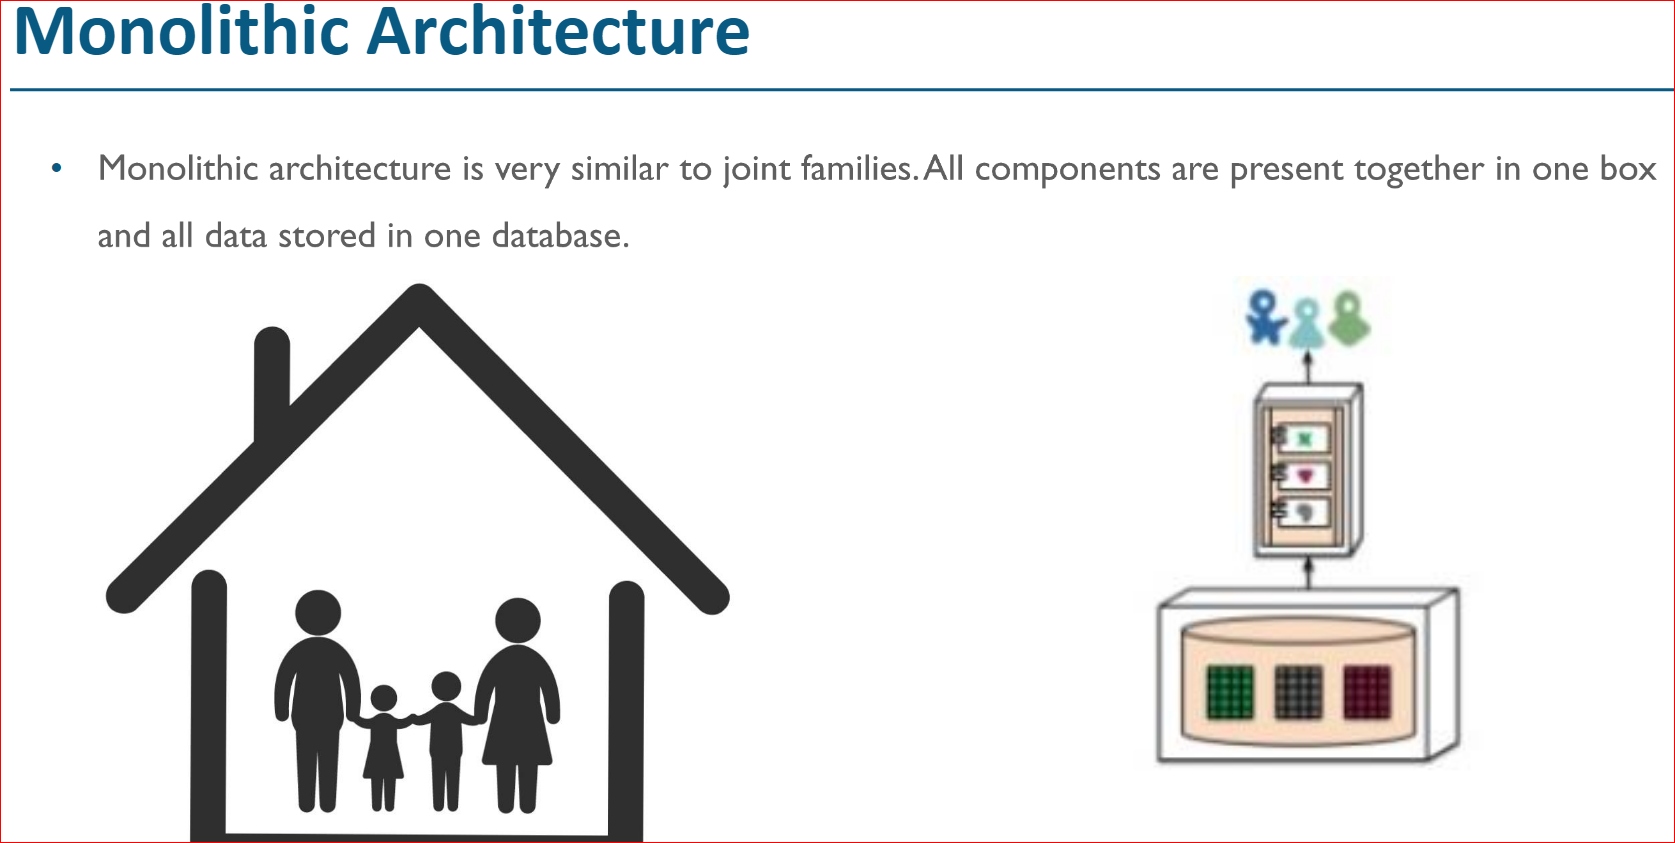 Monolithic Architecture
• Monolithic architecture is very similar to joint families. All components are present together in one box
and all data stored in one database.